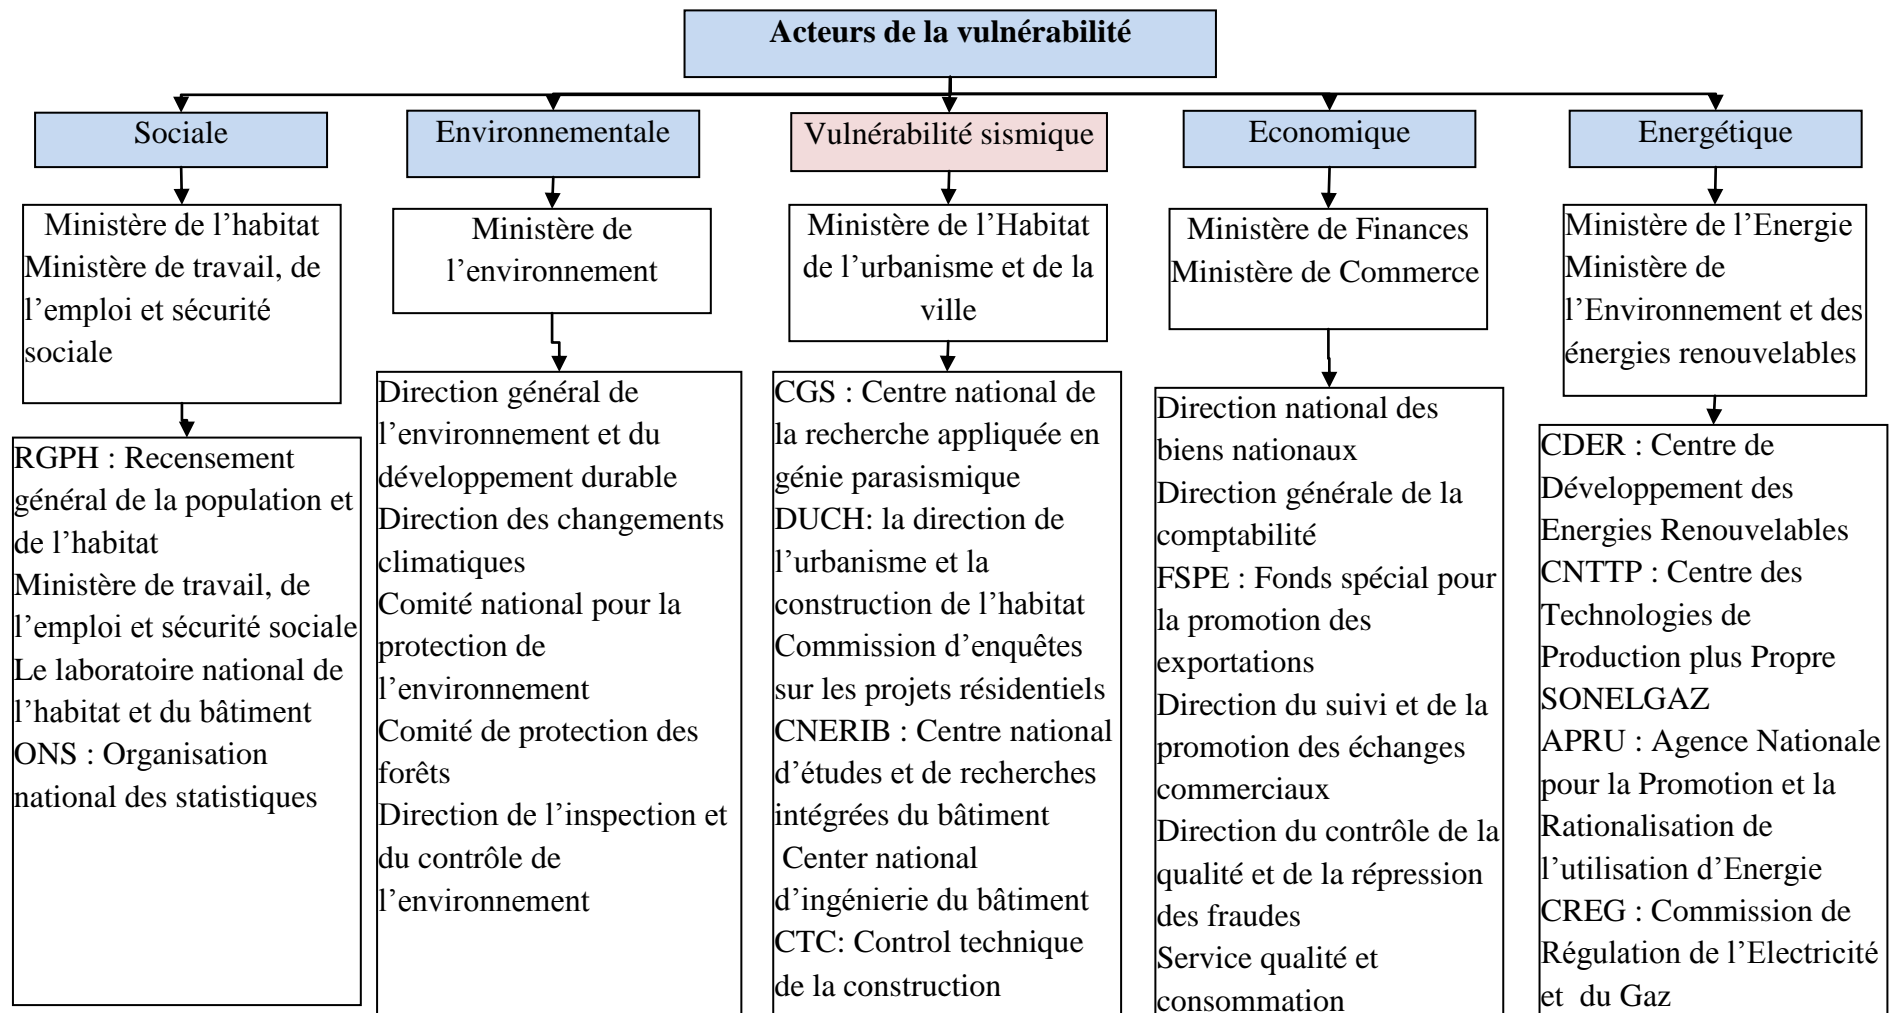 Acteurs de la vulnérabilité
Sociale
Environnementale
Vulnérabilité sismique
Economique
Energétique
Ministère de l’habitat
Ministère de travail, de
l’emploi et sécurité
sociale
Ministère de
l’environnement
Ministère de l’Habitat
de l’urbanisme et de la
ville
Ministère de Finances
Ministère de Commerce
Ministère de l’Energie
Ministère de
l’Environnement et des
énergies renouvelables
RGPH : Recensement
général de la population et
de l’habitat
Ministère de travail, de
l’emploi et sécurité sociale
Le laboratoire national de
l’habitat et du bâtiment
ONS : Organisation
national des statistiques
Direction général de
l’environnement et du
développement durable
Direction des changements
climatiques
Comité national pour la
protection de
l’environnement
Comité de protection des
forêts
Direction de l’inspection et
du contrôle de
l’environnement
CGS : Centre national de
la recherche appliquée en
génie parasismique
DUCH: la direction de
l’urbanisme et la
construction de l’habitat
Commission d’enquêtes
sur les projets résidentiels
CNERIB : Centre national
d’études et de recherches
intégrées du bâtiment
Center national
d’ingénierie du bâtiment
CTC: Control technique
de la construction
Direction national des
biens nationaux
Direction générale de la
comptabilité
FSPE : Fonds spécial pour
la promotion des
exportations
Direction du suivi et de la
promotion des échanges
commerciaux
Direction du contrôle de la
qualité et de la répression
des fraudes
Service qualité et
consommation
CDER : Centre de
Développement des
Energies Renouvelables
CNTTP : Centre des
Technologies de
Production plus Propre
SONELGAZ
APRU : Agence Nationale
pour la Promotion et la
Rationalisation de
l’utilisation d’Energie
CREG : Commission de
Régulation de l’Electricité
et du Gaz